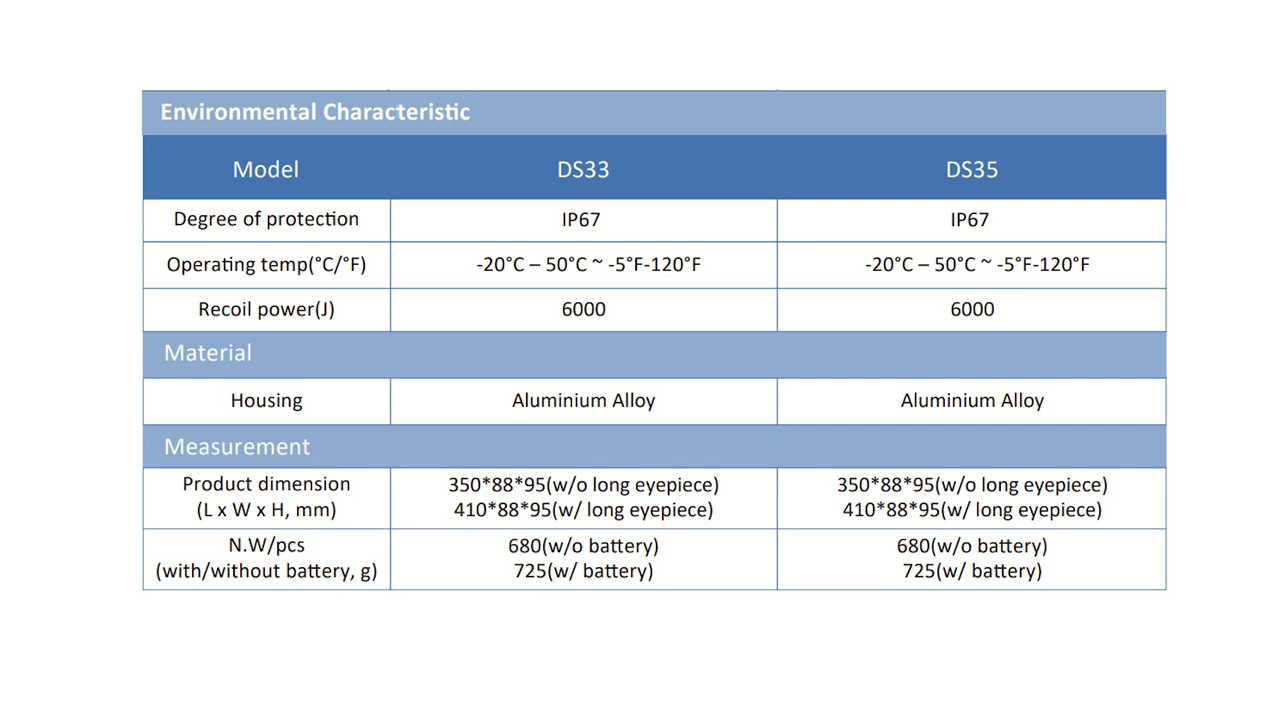 Environmental Characteristic
Model DS33 DS35
Degree of protection IP67 IP67
Operating temp(°C/°F) -20°C – 50°C ~ -5°F-120°F -20°C – 50°C ~ -5°F-120°F
Recoil power(J) 6000 6000
Material
Housing Aluminium Alloy Aluminium Alloy
Measurement
Product dimension 350*88*95(w/o long eyepiece) 350*88*95(w/o long eyepiece)
(L x W x H, mm) 410*88*95(w/ long eyepiece) 410*88*95(w/ long eyepiece)
N.W/pcs 680(w/o battery) 680(w/o battery)
(with/without battery, g) 725(w/ battery) 725(w/ battery)